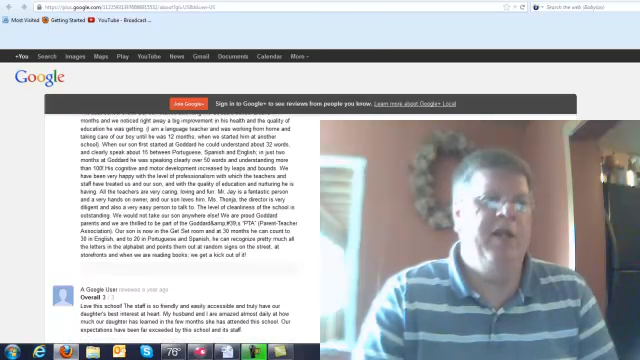 https://plus.google.com/
Search the web (Babylon)
Most Visited Getting Started YouTube - Broadcast ...
+You Search Images Maps Play YouTube News Gmail Documents Calendar More
Google
Join Google+ Sign in to Google+ to see reviews from people you know. Learn more about Google+ Local
months and we noticed right away a big improvement in his health and the quality of
education he was getting. (I am a language teacher and was working from home and
taking care of our boy until he was 12 months, when we started him at another
school). When our son first started at Goddard he could understand about 32 words,
and clearly speak about 15 between Portuguese, Spanish and English; in just two
months at Goddard he was speaking clearly over 50 words and understanding more
than 100! His cognitive and motor development increased by leaps and bounds. We
have been very happy with the level of professionalism with which the teachers and
staff have treated us and our son, and with the quality of education and nurturing he is
having. All the teachers are very caring, loving and fun. Mr. Jay is a fantastic person
and a very hands on owner, and our son loves him. Ms. Thonja, the director is very
diligent and also a very easy person to talk to. The level of cleanliness of the school is
outstanding. We would not take our son anywhere else! We are proud Goddard
parents and we are thrilled to be part of the Goddard&amp;#39;s "PTA" (Parent-Teacher
Association). Our son is now in the Get Set room and at 30 months he can count to
30 in English, and to 20 in Portuguese and Spanish, he can recognize pretty much all
the letters in the alphabet and points them out at random signs on the street, at
storefronts and when we are reading books; we get a kick out of it!
A Google User reviewed a year ago
Overall 3 / 3
Love this school! The staff is so friendly and easily accessible and truly have our
daughter's best interest at heart. My husband and I are amazed almost daily at how
much our daughter has learned in the few months she has attended this school. Our
expectations have been far exceeded by this school and its staff.
76°